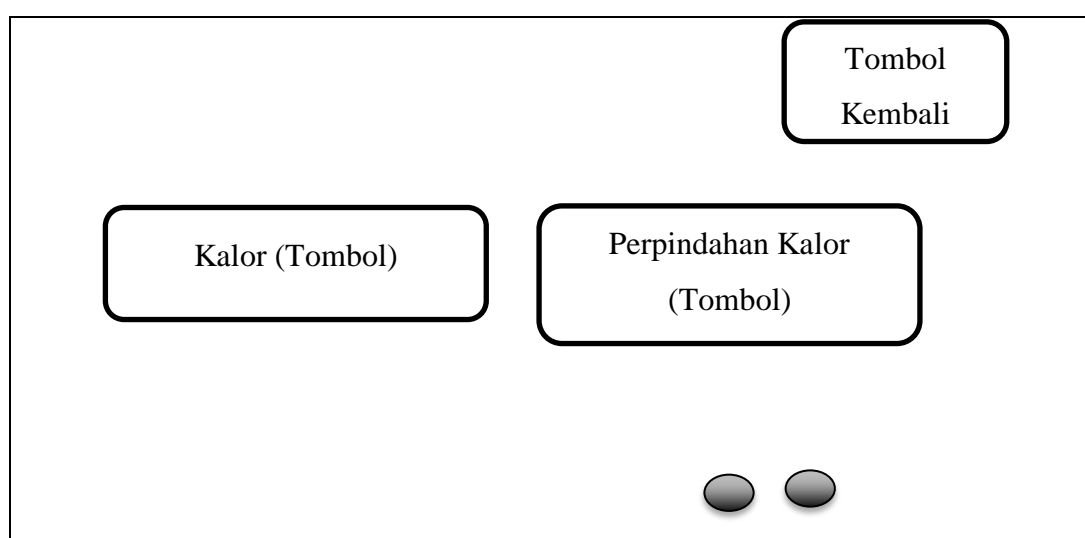 Tombol
Kembali
Kalor (Tombol)
Perpindahan Kalor
(Tombol)